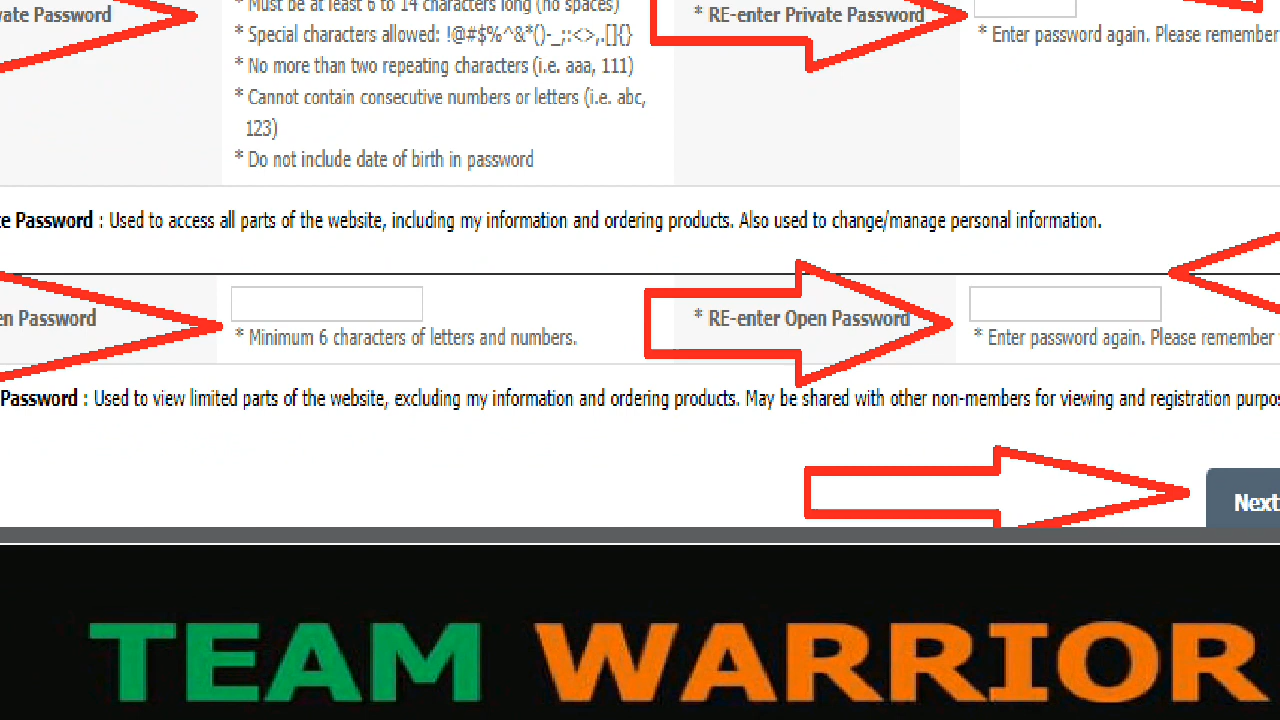 vate Password
* Must be at least 6 to 14 characters long (no spaces)
* Special characters allowed: !@#$%^&*()-_;:<>,.[]{}
* No more than two repeating characters (i.e. aaa, 111)
* Cannot contain consecutive numbers or letters (i.e. abc,
123)
* Do not include date of birth in password
* RE-enter Private Password
* Enter password again. Please remember
te Password : Used to access all parts of the website, including my information and ordering products. Also used to change/manage personal information.
en Password
* Minimum 6 characters of letters and numbers.
* RE-enter Open Password
* Enter password again. Please remember
Password : Used to view limited parts of the website, excluding my information and ordering products. May be shared with other non-members for viewing and registration purpos
Next
TEAM WARRIOR